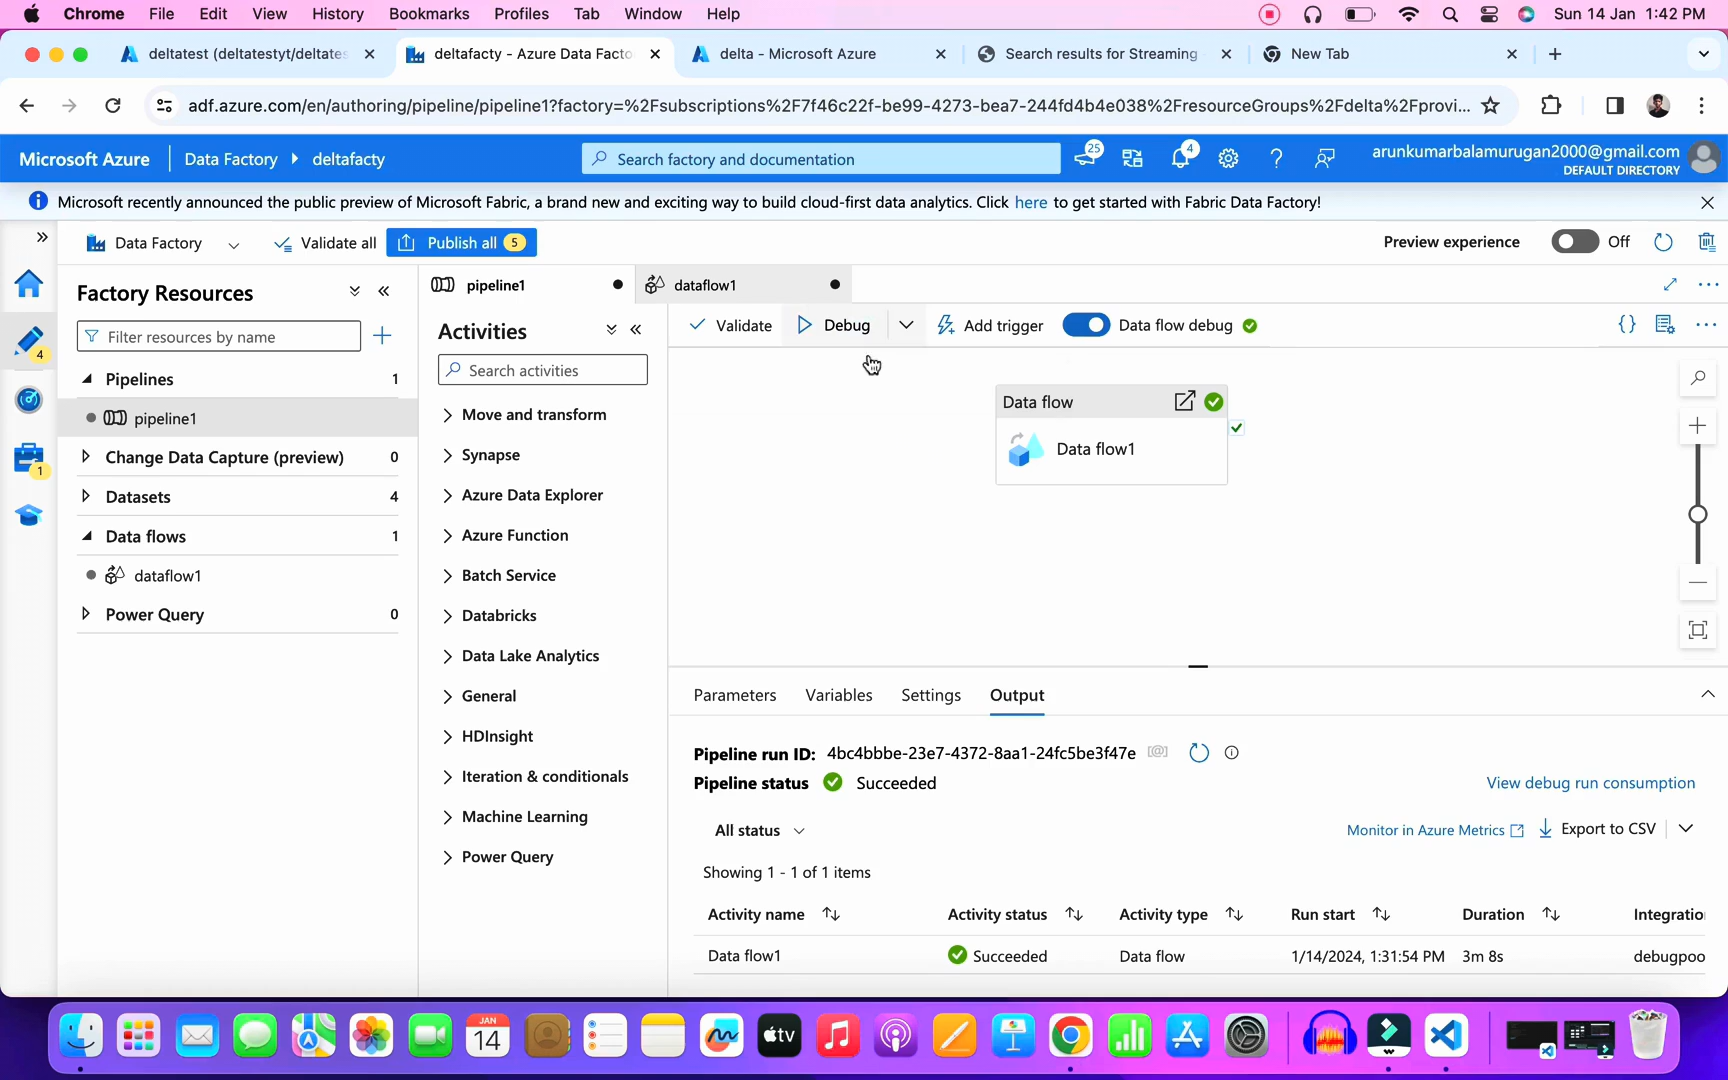 Chrome File Edit View History Bookmarks Profiles Tab Window Help Sun 14 Jan 1:42 PM
deltatest (deltatestyt/deltates deltafacty - Azure Data Facto delta - Microsoft Azure Search results for Streaming New Tab
adf.azure.com/en/authoring/pipeline/pipeline1?factory=%2Fsubscriptions%2F7f46c22f-be99-4273-bea7-244fd4b4e038%2FresourceGroups%2Fdelta%2Fprovi...
Microsoft Azure Data Factory deltafacty Search factory and documentation 25 4 arunkumarbalamurugan2000@gmail.com
DEFAULT DIRECTORY
Microsoft recently announced the public preview of Microsoft Fabric, a brand new and exciting way to build cloud-first data analytics. Click here to get started with Fabric Data Factory!
Data Factory Validate all Publish all 5 Preview experience Off
Factory Resources
Filter resources by name
4
1
Pipelines 1
pipeline1
Change Data Capture (preview) 0
Datasets 4
Data flows 1
dataflow1
Power Query 0
pipeline1 dataflow1
Activities
Search activities
Move and transform
Synapse
Azure Data Explorer
Azure Function
Batch Service
Databricks
Data Lake Analytics
General
HDInsight
Iteration & conditionals
Machine Learning
Power Query
Validate Debug Add trigger Data flow debug {} ...
Data flow
Data flow1
Parameters Variables Settings Output
Pipeline run ID: 4bc4bbbe-23e7-4372-8aa1-24fc5be3f47e [@]
Pipeline status Succeeded View debug run consumption
All status Monitor in Azure Metrics Export to CSV
Showing 1 - 1 of 1 items
Activity name Activity status Activity type Run start Duration Integratio
Data flow1 Succeeded Data flow 1/14/2024, 1:31:54 PM 3m 8s debugpoo
JAN
14
tv